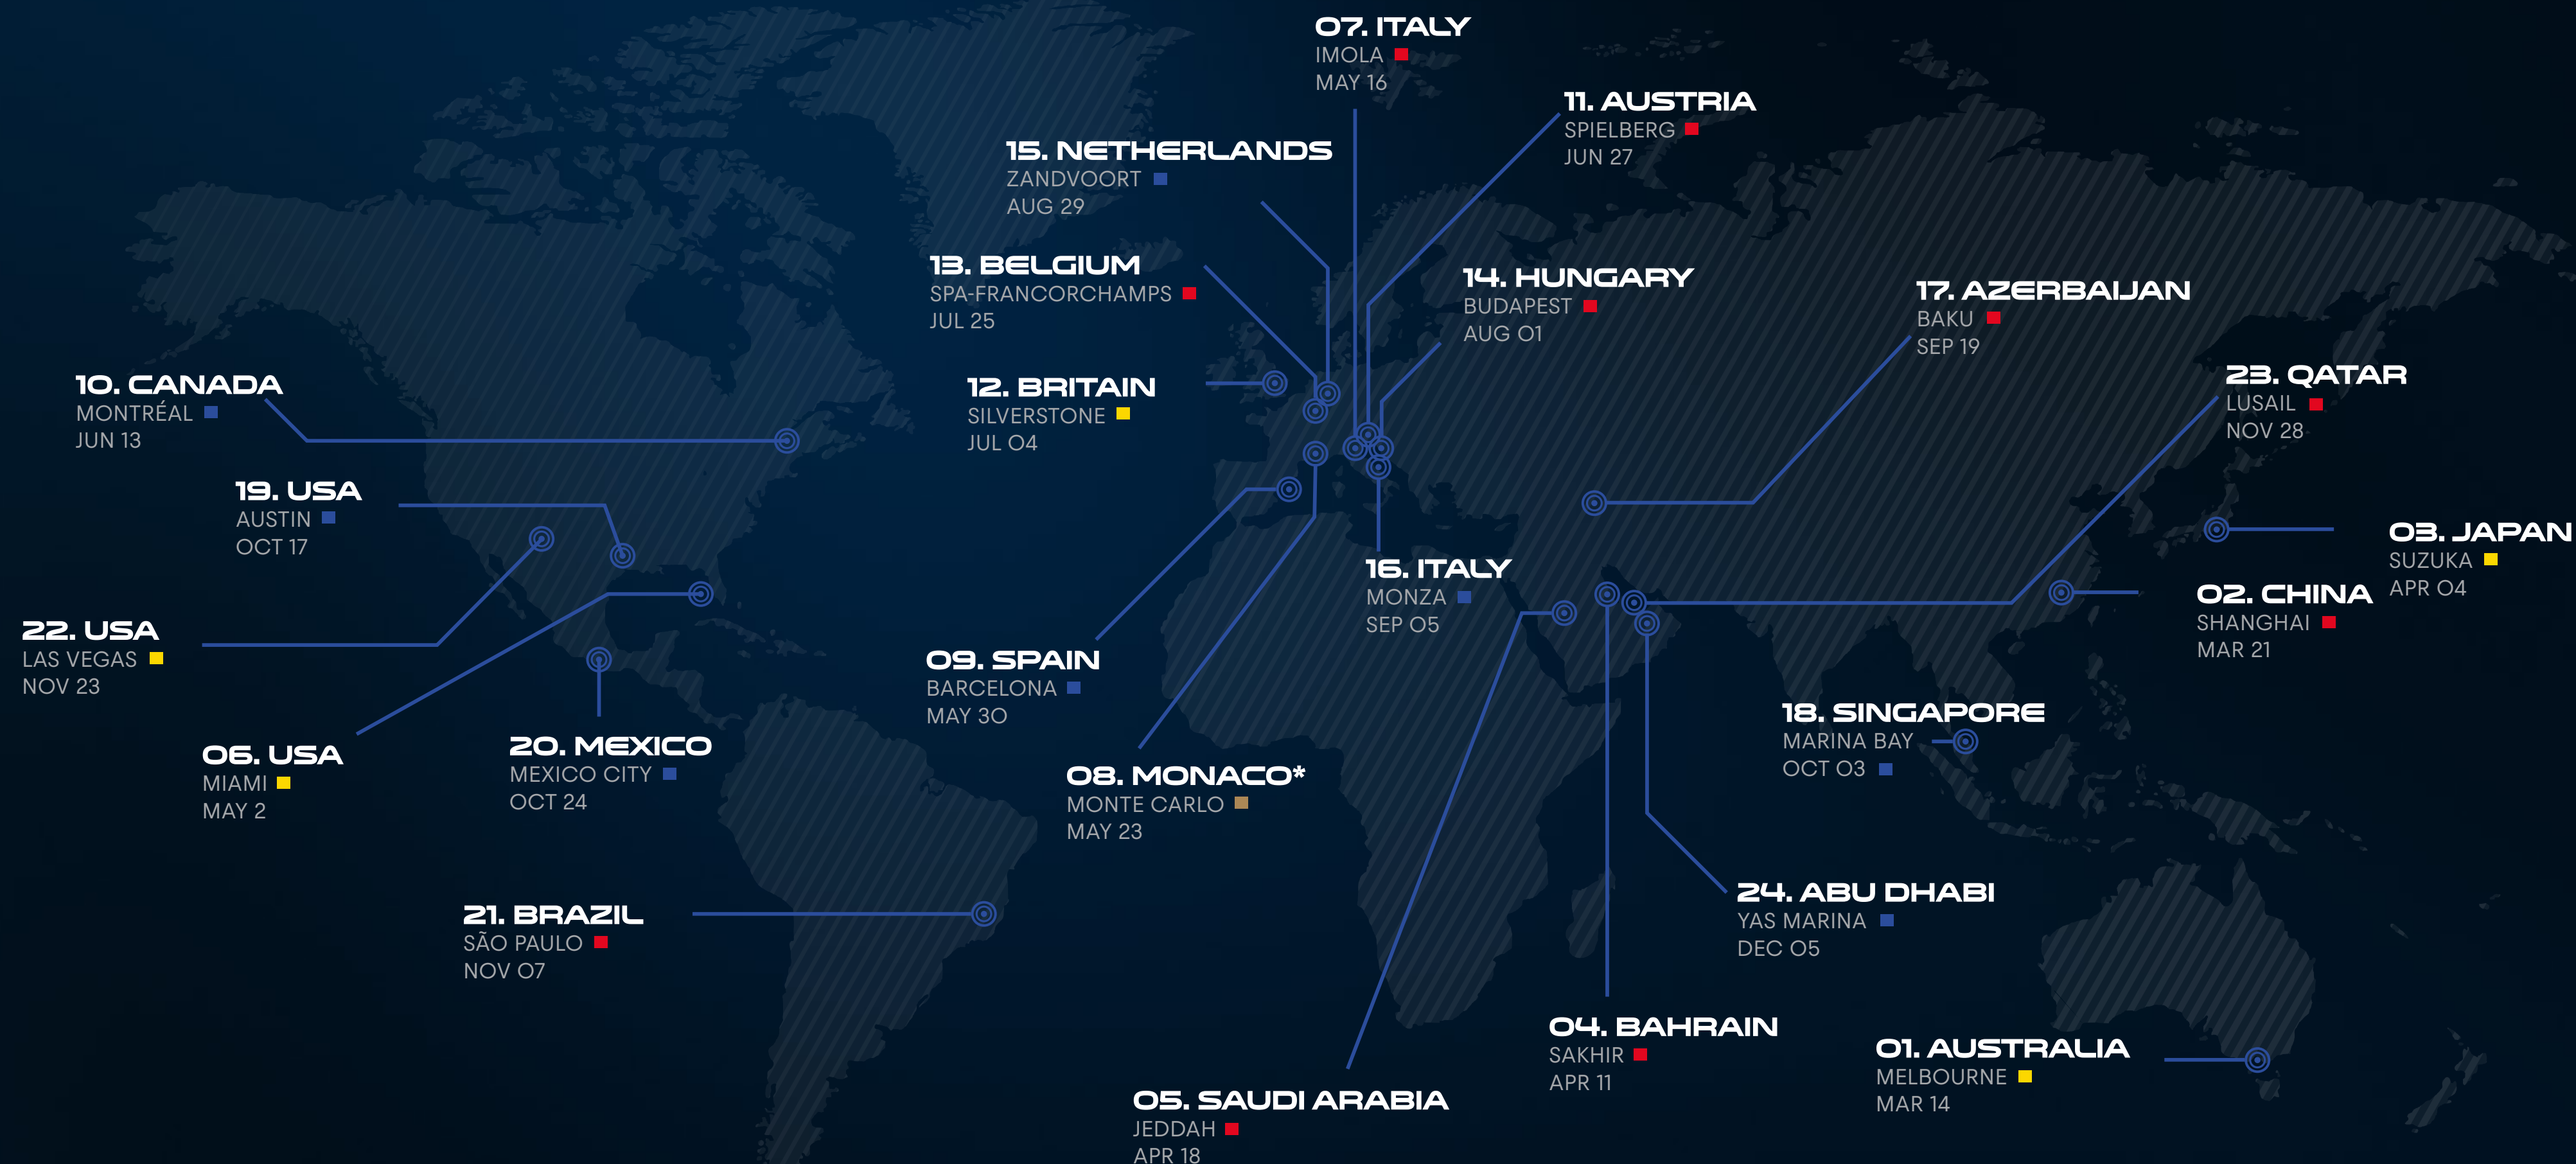 07. ITALY
IMOLA
MAY 16
11. AUSTRIA
SPIELBERG
JUN 27
15. NETHERLANDS
ZANDVOORT
AUG 29
13. BELGIUM
SPA-FRANCORCHAMPS
JUL 25
14. HUNGARY
BUDAPEST
AUG 01
17. AZERBAIJAN
BAKU
SEP 19
10. CANADA
MONTRÉAL
JUN 13
12. BRITAIN
SILVERSTONE
JUL 04
23. QATAR
LUSAIL
NOV 28
19. USA
AUSTIN
OCT 17
03. JAPAN
SUZUKA
APR 04
16. ITALY
MONZA
SEP 05
02. CHINA
SHANGHAI
MAR 21
22. USA
LAS VEGAS
NOV 23
09. SPAIN
BARCELONA
MAY 30
18. SINGAPORE
MARINA BAY
OCT 03
06. USA
MIAMI
MAY 2
20. MEXICO
MEXICO CITY
OCT 24
08. MONACO*
MONTE CARLO
MAY 23
24. ABU DHABI
YAS MARINA
DEC 05
21. BRAZIL
SÃO PAULO
NOV 07
04. BAHRAIN
SAKHIR
APR 11
01. AUSTRALIA
MELBOURNE
MAR 14
05. SAUDI ARABIA
JEDDAH
APR 18